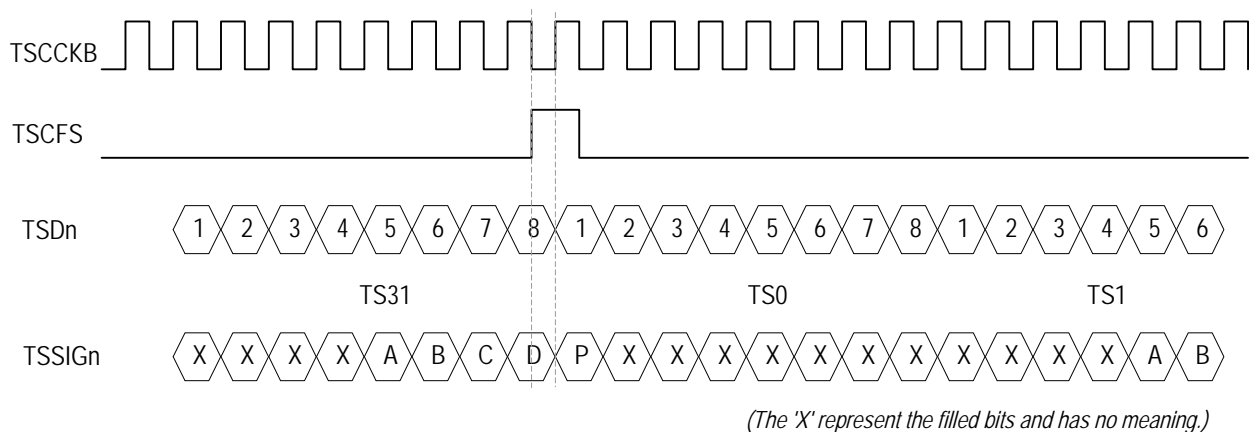 TSCCKB
TSCFS
TSDn 1 2 3 4 5 6 7 8 1 2 3 4 5 6 7 8 1 2 3 4 5 6
TS31 TS0 TS1
TSSIGn X X X X A B C D P X X X X X X X X X X X A B
(The 'X' represent the filled bits and has no meaning.)